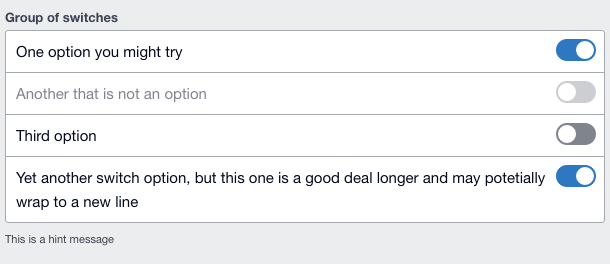 Group of switches
One option you might try
Another that is not an option
Third option
Yet another switch option, but this one is a good deal longer and may potetially
wrap to a new line
This is a hint message